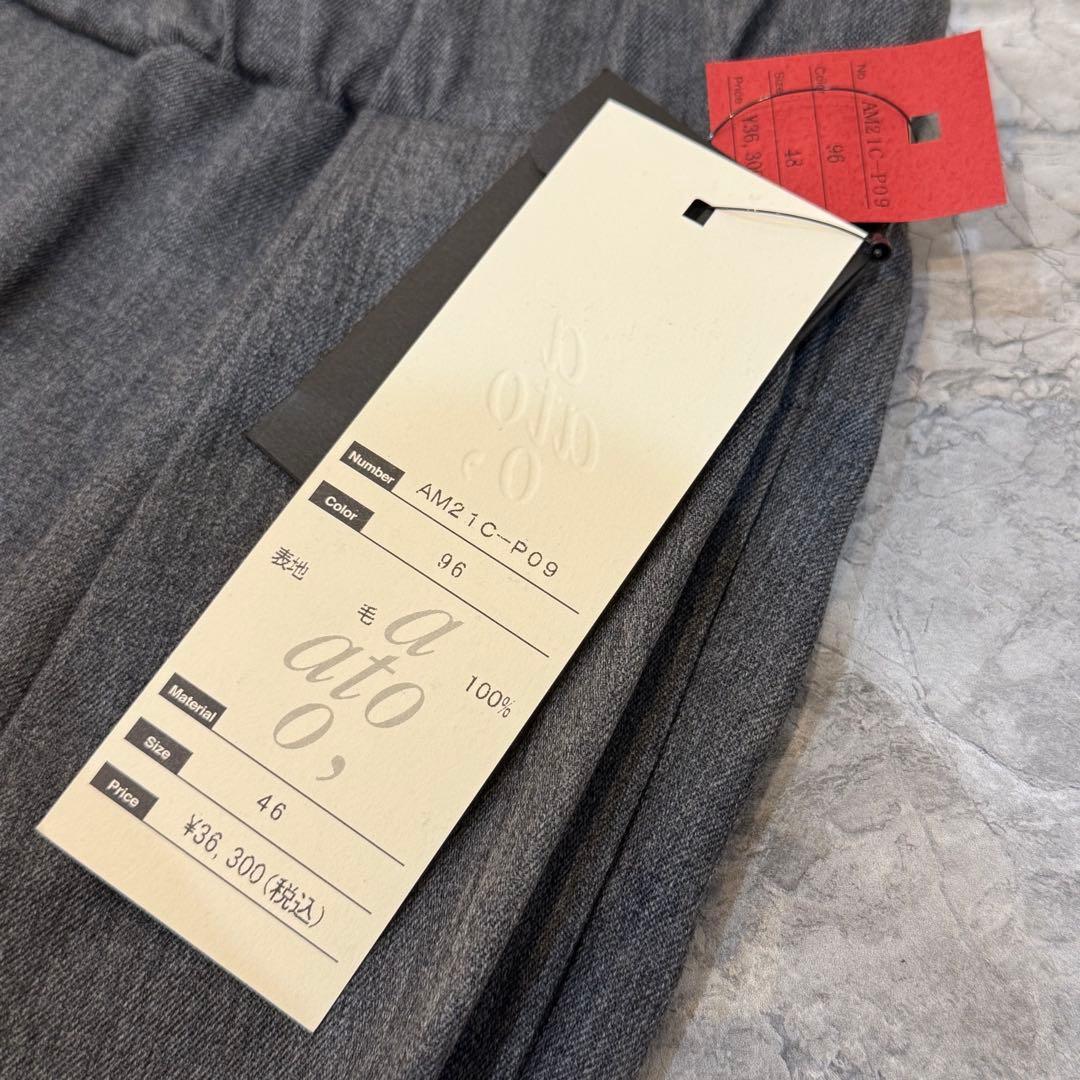 No AM21C-P09
Color 96
Size 48
Price ¥36,30
a
ato
o,
Number AM21C-P09
Color 96
表地
毛 100%
a
ato
o,
Material
Size 46
Price ¥36,300(税込)